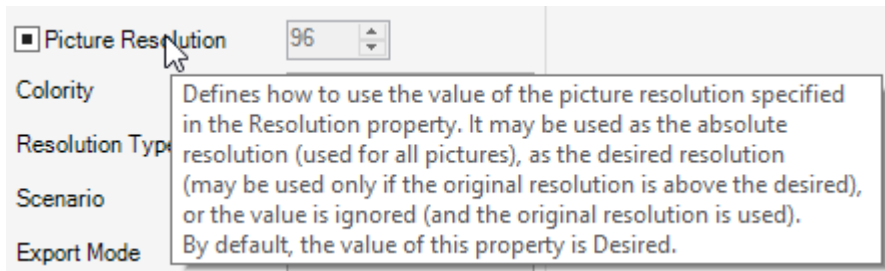 Picture Resolution 96
Colority
Resolution Type
Scenario
Export Mode
Defines how to use the value of the picture resolution specified
in the Resolution property. It may be used as the absolute
resolution (used for all pictures), as the desired resolution
(may be used only if the original resolution is above the desired),
or the value is ignored (and the original resolution is used).
By default, the value of this property is Desired.